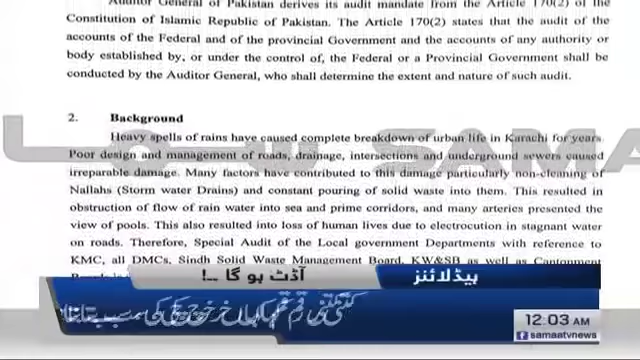 Auditor General of Pakistan derives its audit mandate from the Article 170(2) of the
Constitution of Islamic Republic of Pakistan. The Article 170(2) states that the audit of the
accounts of the Federal and of the provincial Government and the accounts of any authority or
body established by, or under the control of, the Federal or a Provincial Government shall be
conducted by the Auditor General, who shall determine the extent and nature of such audit.
2. Background
Heavy spells of rains have caused complete breakdown of urban life in Karachi for years.
Poor design and management of roads, drainage, intersections and underground sewers caused
irreparable damage. Many factors have contributed to this damage particularly non-cleaning of
Nallahs (Storm water Drains) and constant pouring of solid waste into them. This resulted in
obstruction of flow of rain water into sea and prime corridors, and many arteries presented the
view of pools. This also resulted into loss of human lives due to electrocution in stagnant water
on roads. Therefore, Special Audit of the Local government Departments with reference to
KMC, all DMCs, Sindh Solid Waste Management Board, KW&SB as well as Cantonment
سما SAMA
ہیڈلائنز
آڈٹ ہو گا ..!
12:03 AM
samaatvnews